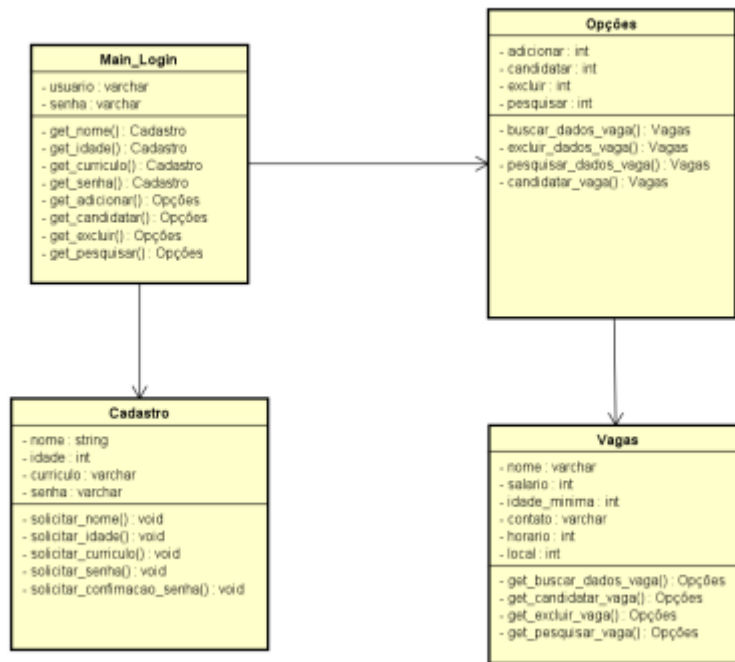 Main_Login
- usuario : varchar
- senha : varchar
- get_nome() : Cadastro
- get_idade() : Cadastro
- get_curriculo() : Cadastro
- get_senha() : Cadastro
- get_adicionar() : Opções
- get_candidatar() : Opções
- get_excluir() : Opções
- get_pesquisar() : Opções
Opções
- adicionar : int
- candidatar : int
- excluir : int
- pesquisar : int
- buscar_dados_vaga() : Vagas
- excluir_dados_vaga() : Vagas
- pesquisar_dados_vaga() : Vagas
- candidatar_vaga() : Vagas
Cadastro
- nome : string
- idade : int
- curriculo : varchar
- senha : varchar
- solicitar_nome() : void
- solicitar_idade() : void
- solicitar_curriculo() : void
- solicitar_senha() : void
- solicitar_confimacao_senha() : void
Vagas
- nome : varchar
- salario : int
- idade_minima : int
- contato : varchar
- horario : int
- local : int
- get_buscar_dados_vaga() : Opções
- get_candidatar_vaga() : Opções
- get_excluir_vaga() : Opções
- get_pesquisar_vaga() : Opções